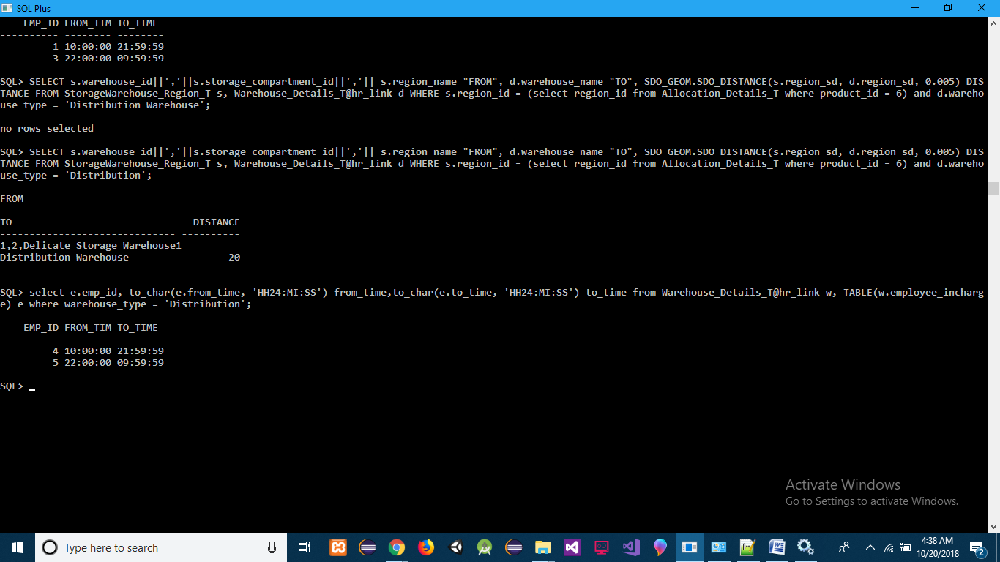 SQL Plus
EMP_ID FROM_TIM TO_TIME
---------- -------- --------
1 10:00:00 21:59:59
3 22:00:00 09:59:59
SQL> SELECT s.warehouse_id||','||s.storage_compartment_id||','|| s.region_name "FROM", d.warehouse_name "TO", SDO_GEOM.SDO_DISTANCE(s.region_sd, d.region_sd, 0.005) DIS
TANCE FROM StorageWarehouse_Region_T s, Warehouse_Details_T@hr_link d WHERE s.region_id = (select region_id from Allocation_Details_T where product_id = 6) and d.wareho
use_type = 'Distribution Warehouse';
no rows selected
SQL> SELECT s.warehouse_id||','||s.storage_compartment_id||','|| s.region_name "FROM", d.warehouse_name "TO", SDO_GEOM.SDO_DISTANCE(s.region_sd, d.region_sd, 0.005) DIS
TANCE FROM StorageWarehouse_Region_T s, Warehouse_Details_T@hr_link d WHERE s.region_id = (select region_id from Allocation_Details_T where product_id = 6) and d.wareho
use_type = 'Distribution';
FROM
--------------------------------------------------------------------------------
TO DISTANCE
------------------------------ ----------
1,2,Delicate Storage Warehouse1
Distribution Warehouse 20
SQL> select e.emp_id, to_char(e.from_time, 'HH24:MI:SS') from_time,to_char(e.to_time, 'HH24:MI:SS') to_time from Warehouse_Details_T@hr_link w, TABLE(w.employee_incharg
e) e where warehouse_type = 'Distribution';
EMP_ID FROM_TIM TO_TIME
---------- -------- --------
4 10:00:00 21:59:59
5 22:00:00 09:59:59
SQL>
Activate Windows
Go to Settings to activate Windows.
Type here to search
4:38 AM
10/20/2018
2